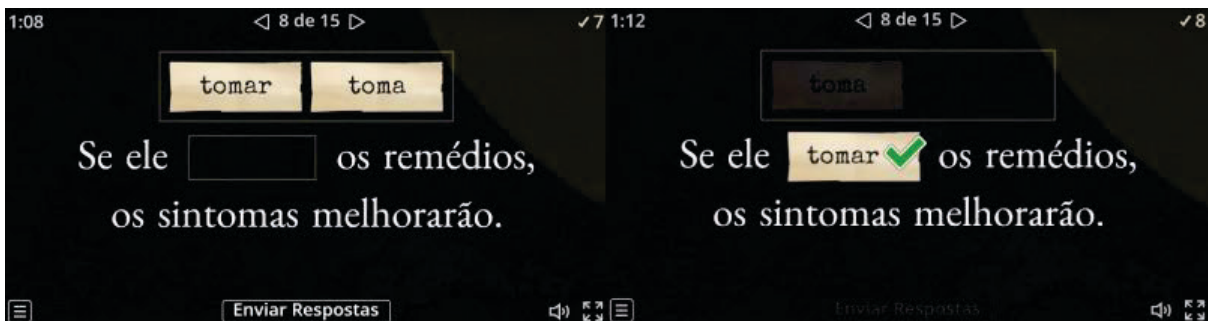 1:08 ◁ 8 de 15 ▷ ✓7
tomar toma
Se ele os remédios,
os sintomas melhorarão.
Enviar Respostas
1:12 ◁ 8 de 15 ▷ ✓8
toma
Se ele tomar os remédios,
os sintomas melhorarão.
Enviar Respostas